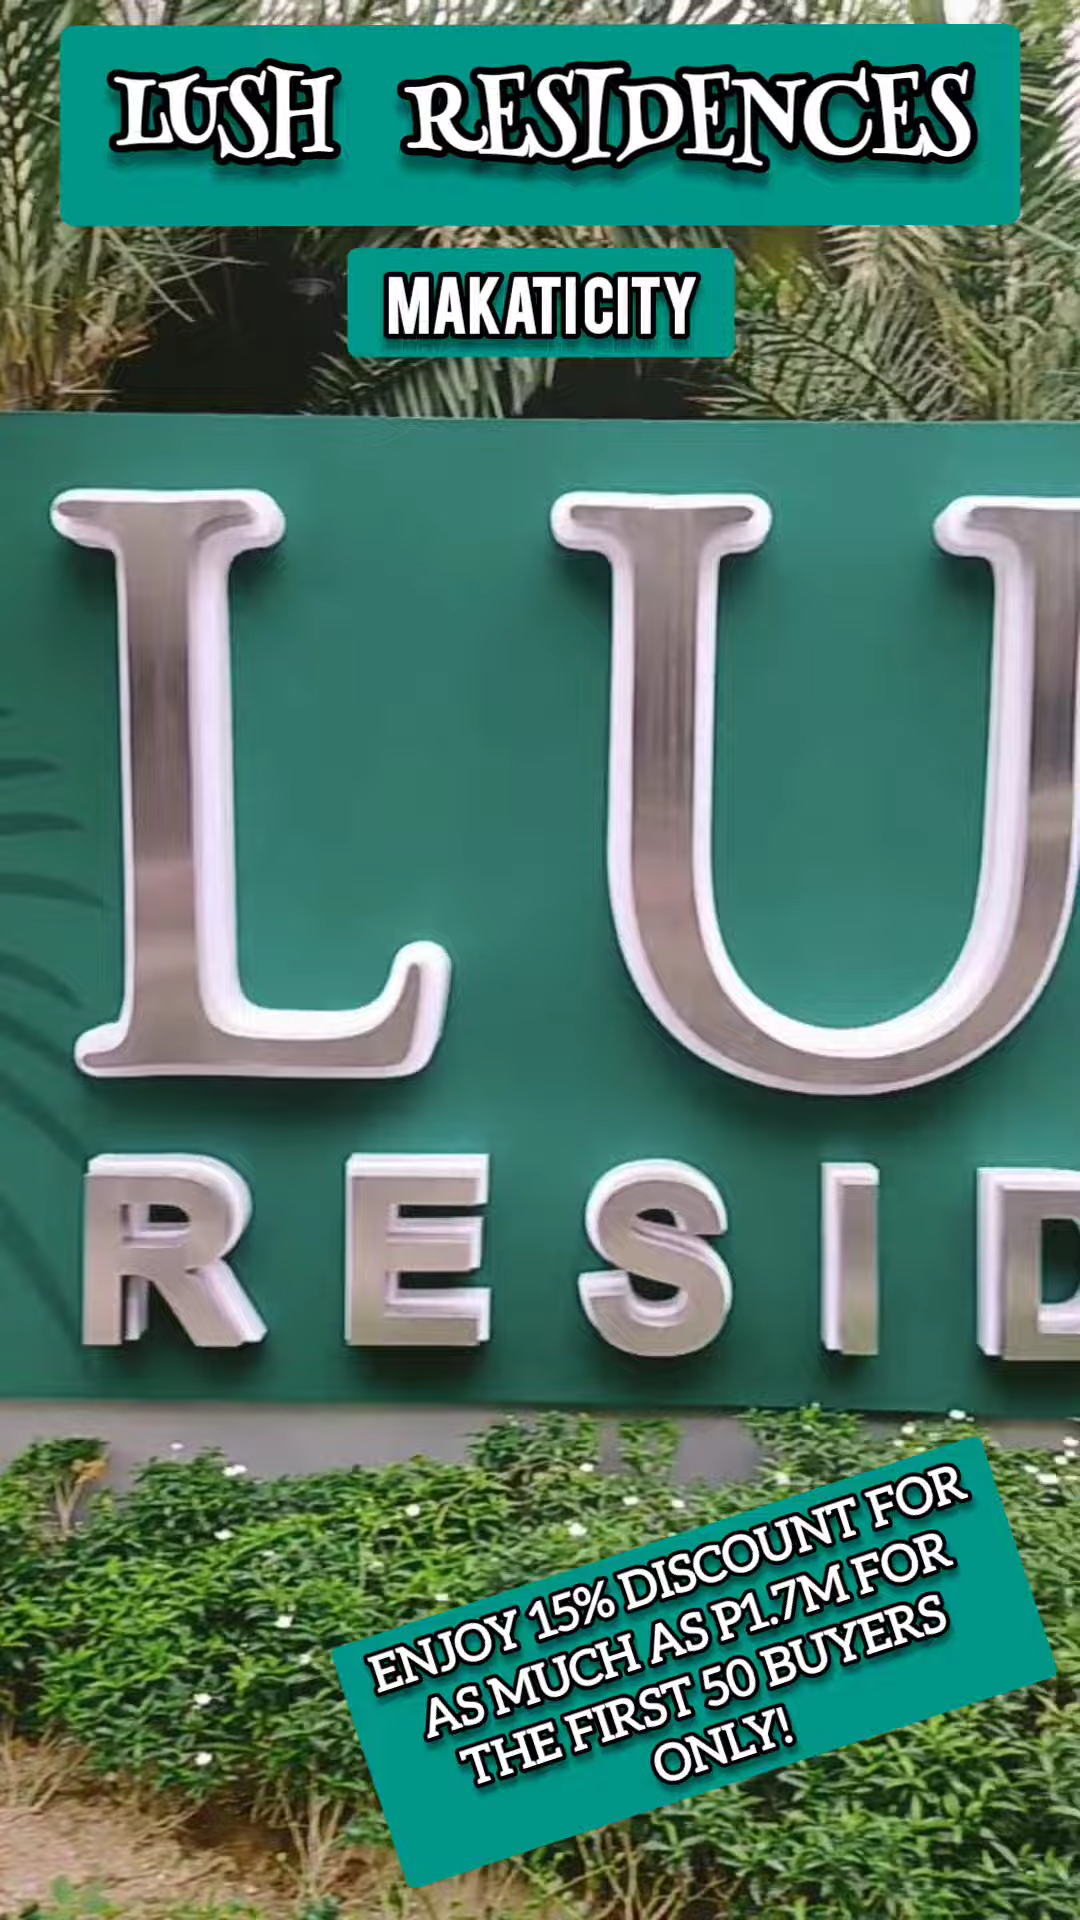 LUSH RESIDENCES
MAKATICITY
LU
RESID
ENJOY 15% DISCOUNT FOR
AS MUCH AS P1.7M FOR
THE FIRST 50 BUYERS
ONLY!